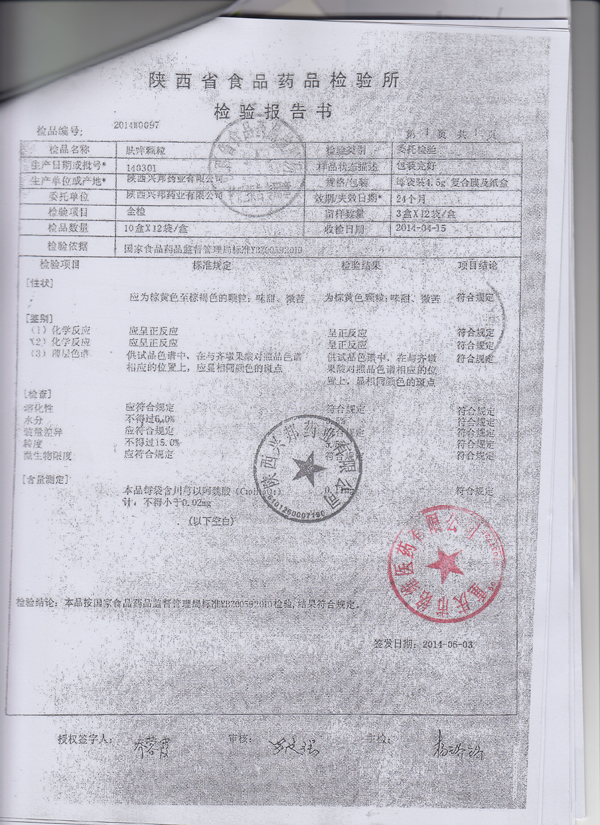 陕西省食品药品检验所
检验报告书
检品编号: 2014W0097 第 1 页 共 1 页
检品名称 肤痒颗粒 检验类别 委托检验
生产日期或批号* 140301 样品状态描述 包装完好
生产单位或产地* 陕西兴邦药业有限公司 规格/包装 每袋装4.5g 复合膜及纸盒
委托单位 陕西兴邦药业有限公司 效期/失效日期* 24个月
检验项目 全检 留样数量 3盒X12袋/盒
检品数量 10盒X12袋/盒 收检日期 2014-04-15
检验依据 国家食品药品监督管理局标准YBZ00592010
检验项目 标准规定 检验结果 项目结论
[性状]
应为棕黄色至棕褐色的颗粒;味甜、微苦 为棕黄色颗粒;味甜、微苦 符合规定
[鉴别]
(1) 化学反应 应呈正反应 呈正反应 符合规定
(2) 化学反应 应呈正反应 呈正反应 符合规定
(3) 薄层色谱 供试品色谱中，在与齐墩果酸对照品色谱 供试品色谱中，在与齐墩 符合规定
相应的位置上，应显相同颜色的斑点 果酸对照品色谱相应的位
置上，显相同颜色的斑点
[检查]
溶化性 应符合规定 符合规定 符合规定
水分 不得过6.0% 符合规定
装量差异 应符合规定 符合规定
粒度 不得过15.0% 符合规定
微生物限度 应符合规定 符合规定
[含量测定]
本品每袋含川芎以阿魏酸 符合规定
计，不得小于0.02mg
(以下空白)
陕西兴邦药业有限公司
6101260007190
检验结论: 本品按国家食品药品监督管理局标准YBZ00592010检验,结果符合规定.
签发日期: 2014-05-03
授权签字人: 审核: 主检: